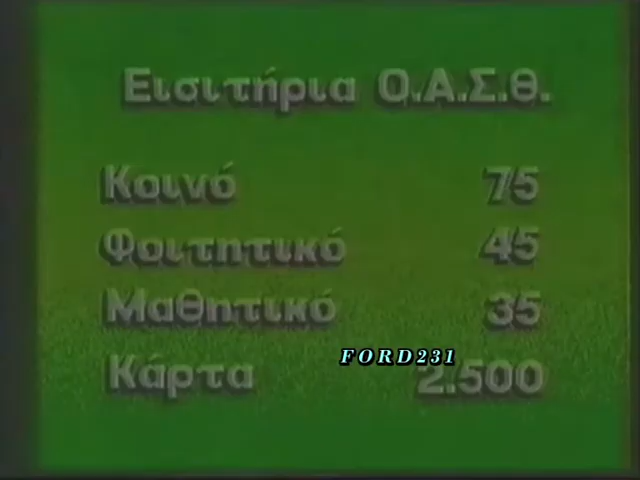 Εισιτήρια Ο.Α.Σ.Θ.
Κοινό 75
Φοιτητικό 45
Μαθητικό 35
FORD231
Κάρτα 2.500